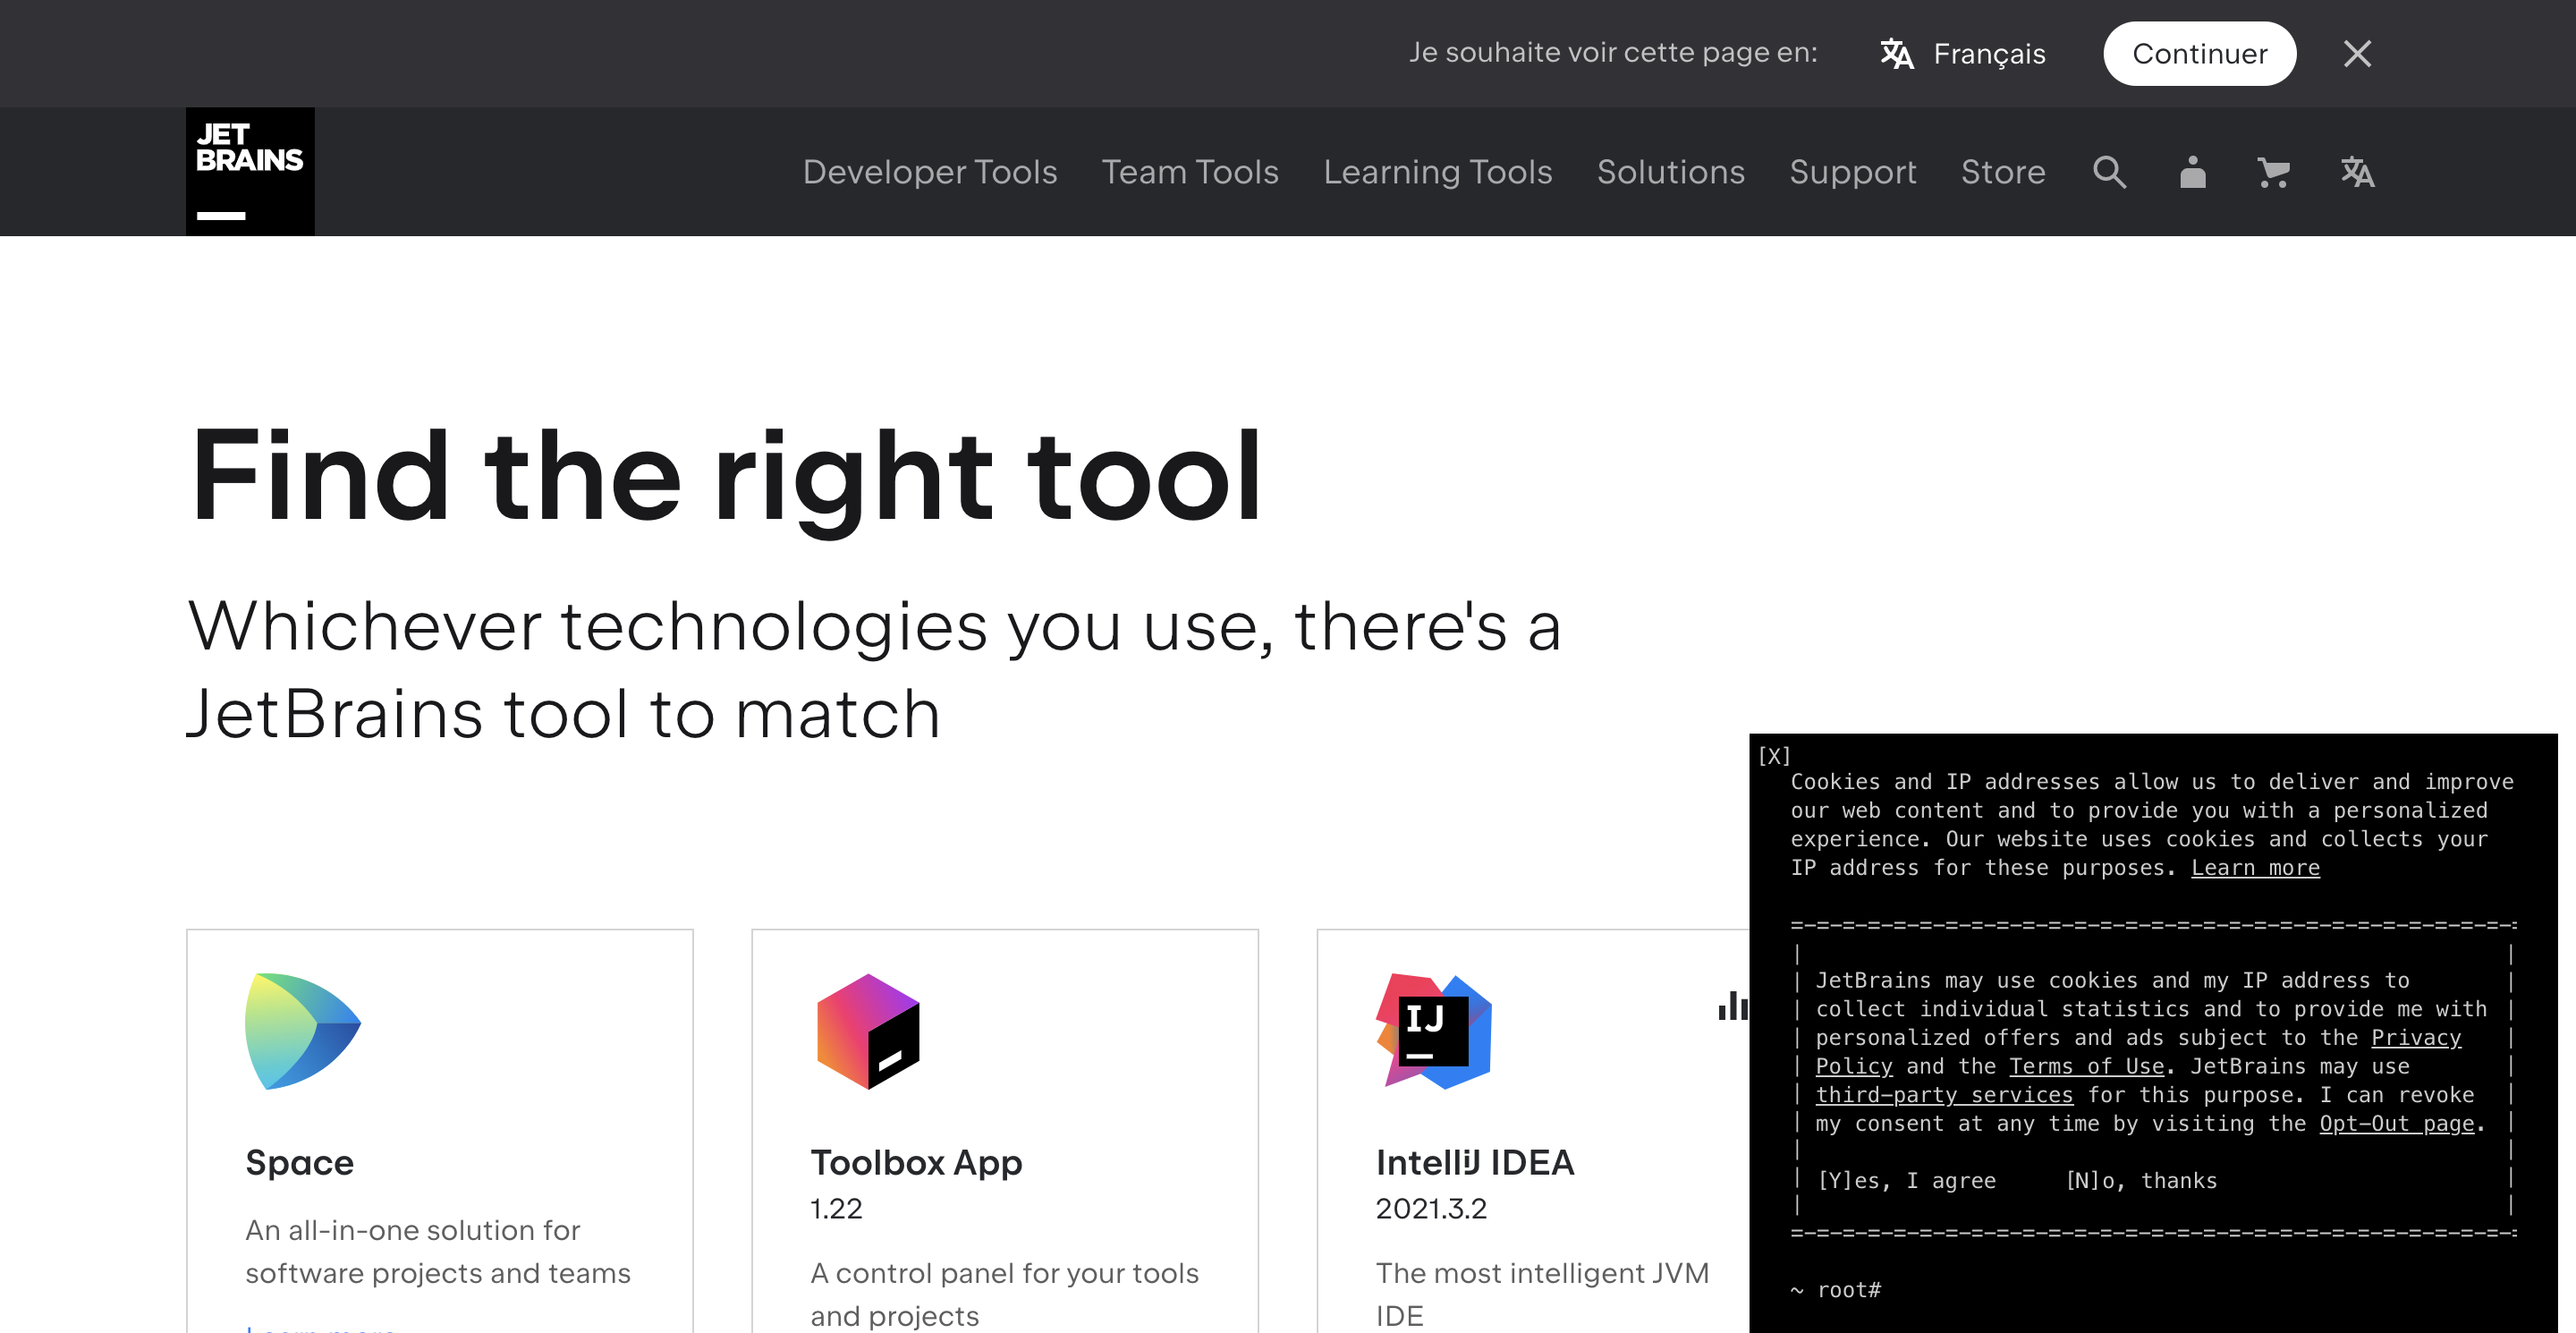 Je souhaite voir cette page en: Français Continuer
JET
BRAINS
Developer Tools Team Tools Learning Tools Solutions Support Store
Find the right tool
Whichever technologies you use, there's a
JetBrains tool to match
Space
An all-in-one solution for
software projects and teams
Learn more
Toolbox App
1.22
A control panel for your tools
and projects
IJ
IntelliJ IDEA
2021.3.2
The most intelligent JVM
IDE
[X]
Cookies and IP addresses allow us to deliver and improve
our web content and to provide you with a personalized
experience. Our website uses cookies and collects your
IP address for these purposes. Learn more
JetBrains may use cookies and my IP address to
collect individual statistics and to provide me with
personalized offers and ads subject to the Privacy
Policy and the Terms of Use. JetBrains may use
third-party services for this purpose. I can revoke
my consent at any time by visiting the Opt-Out page.
[Y]es, I agree [N]o, thanks
~ root#